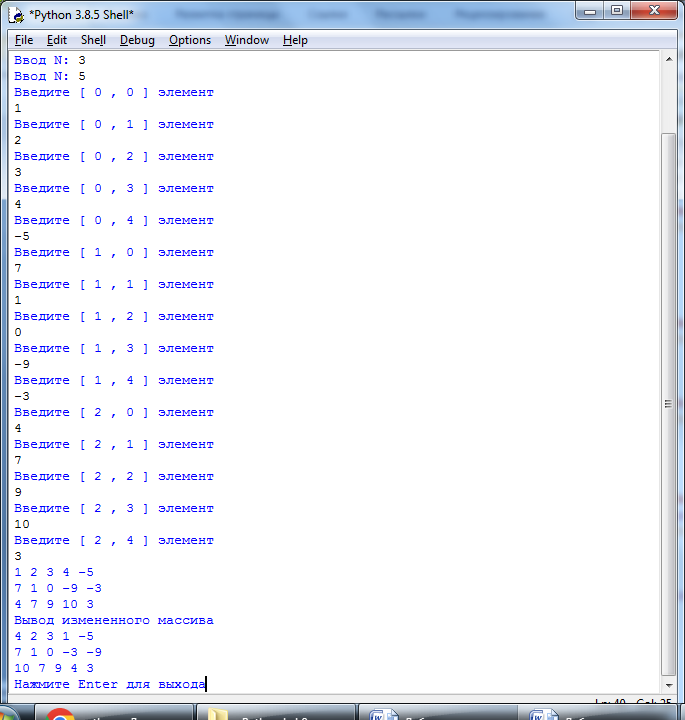 *Python 3.8.5 Shell*
File Edit Shell Debug Options Window Help
Ввод N: 3
Ввод N: 5
Введите [ 0 , 0 ] элемент
1
Введите [ 0 , 1 ] элемент
2
Введите [ 0 , 2 ] элемент
3
Введите [ 0 , 3 ] элемент
4
Введите [ 0 , 4 ] элемент
-5
Введите [ 1 , 0 ] элемент
7
Введите [ 1 , 1 ] элемент
1
Введите [ 1 , 2 ] элемент
0
Введите [ 1 , 3 ] элемент
-9
Введите [ 1 , 4 ] элемент
-3
Введите [ 2 , 0 ] элемент
4
Введите [ 2 , 1 ] элемент
7
Введите [ 2 , 2 ] элемент
9
Введите [ 2 , 3 ] элемент
10
Введите [ 2 , 4 ] элемент
3
1 2 3 4 -5
7 1 0 -9 -3
4 7 9 10 3
Вывод измененного массива
4 2 3 1 -5
7 1 0 -3 -9
10 7 9 4 3
Нажмите Enter для выхода